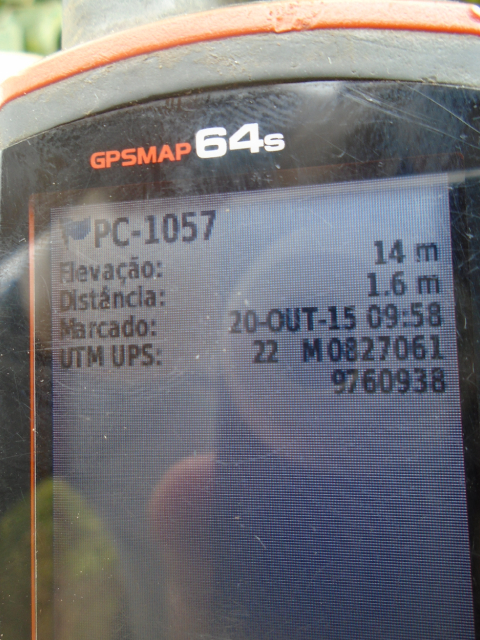 GPSMAP 64s
PC-1057
Elevação: 14 m
Distância: 1.6 m
Marcado: 20-OUT-15 09:58
UTM UPS: 22 M 0827061
9760938